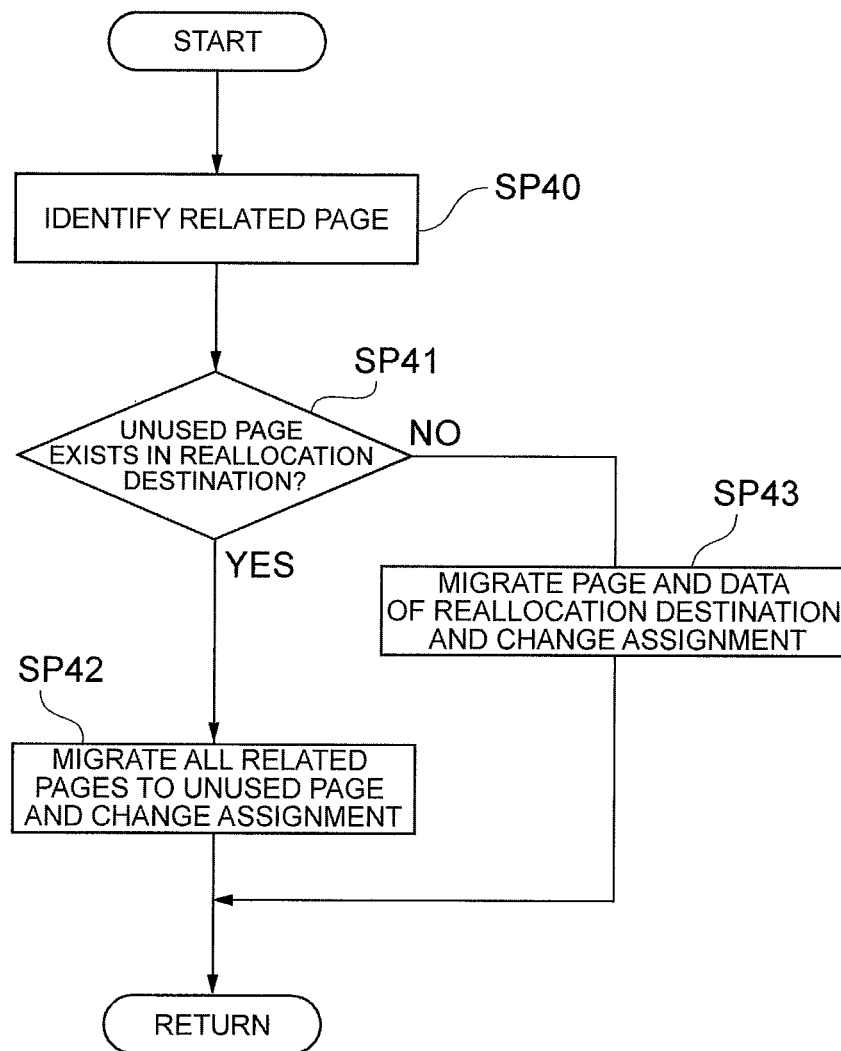 START
IDENTIFY RELATED PAGE
SP40
SP41
UNUSED PAGE
EXISTS IN REALLOCATION
DESTINATION?
NO
YES
SP43
MIGRATE PAGE AND DATA
OF REALLOCATION DESTINATION
AND CHANGE ASSIGNMENT
SP42
MIGRATE ALL RELATED
PAGES TO UNUSED PAGE
AND CHANGE ASSIGNMENT
RETURN